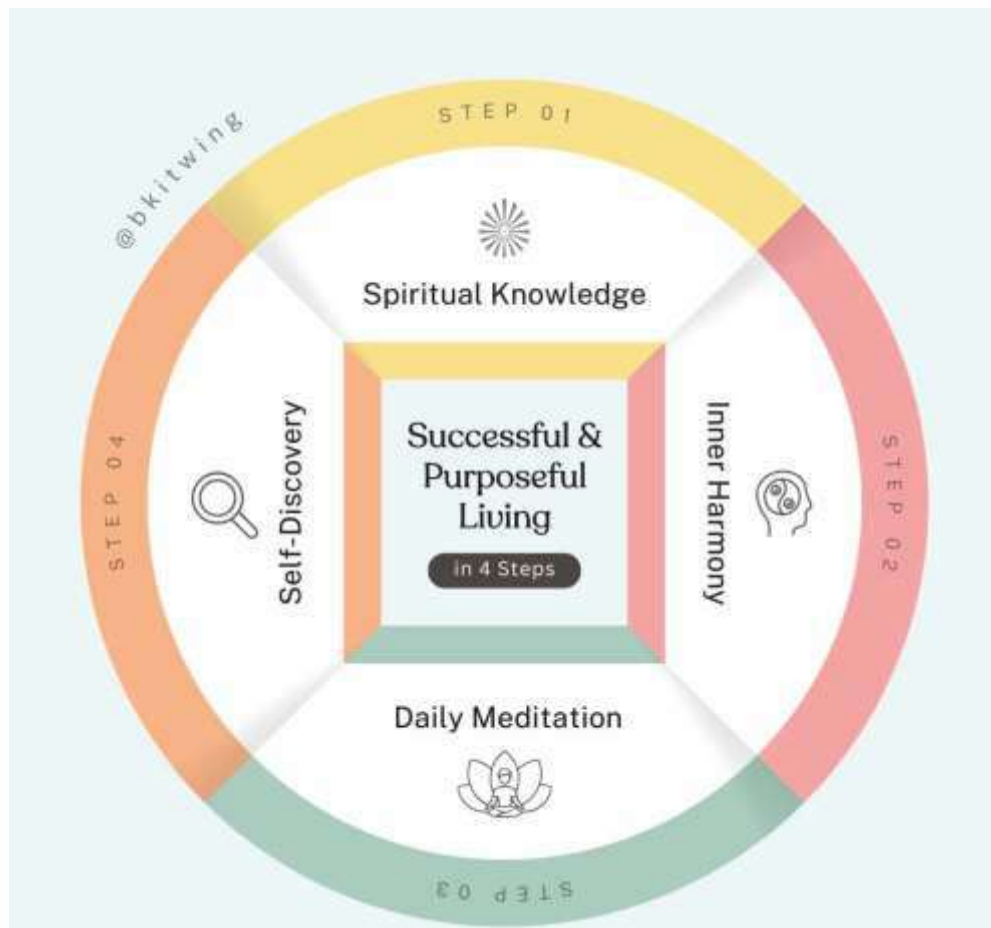 @bkitwing
STEP 01
Spiritual Knowledge
STEP 02
Inner Harmony
STEP 03
Daily Meditation
STEP 04
Self-Discovery
Successful &
Purposeful
Living
in 4 Steps